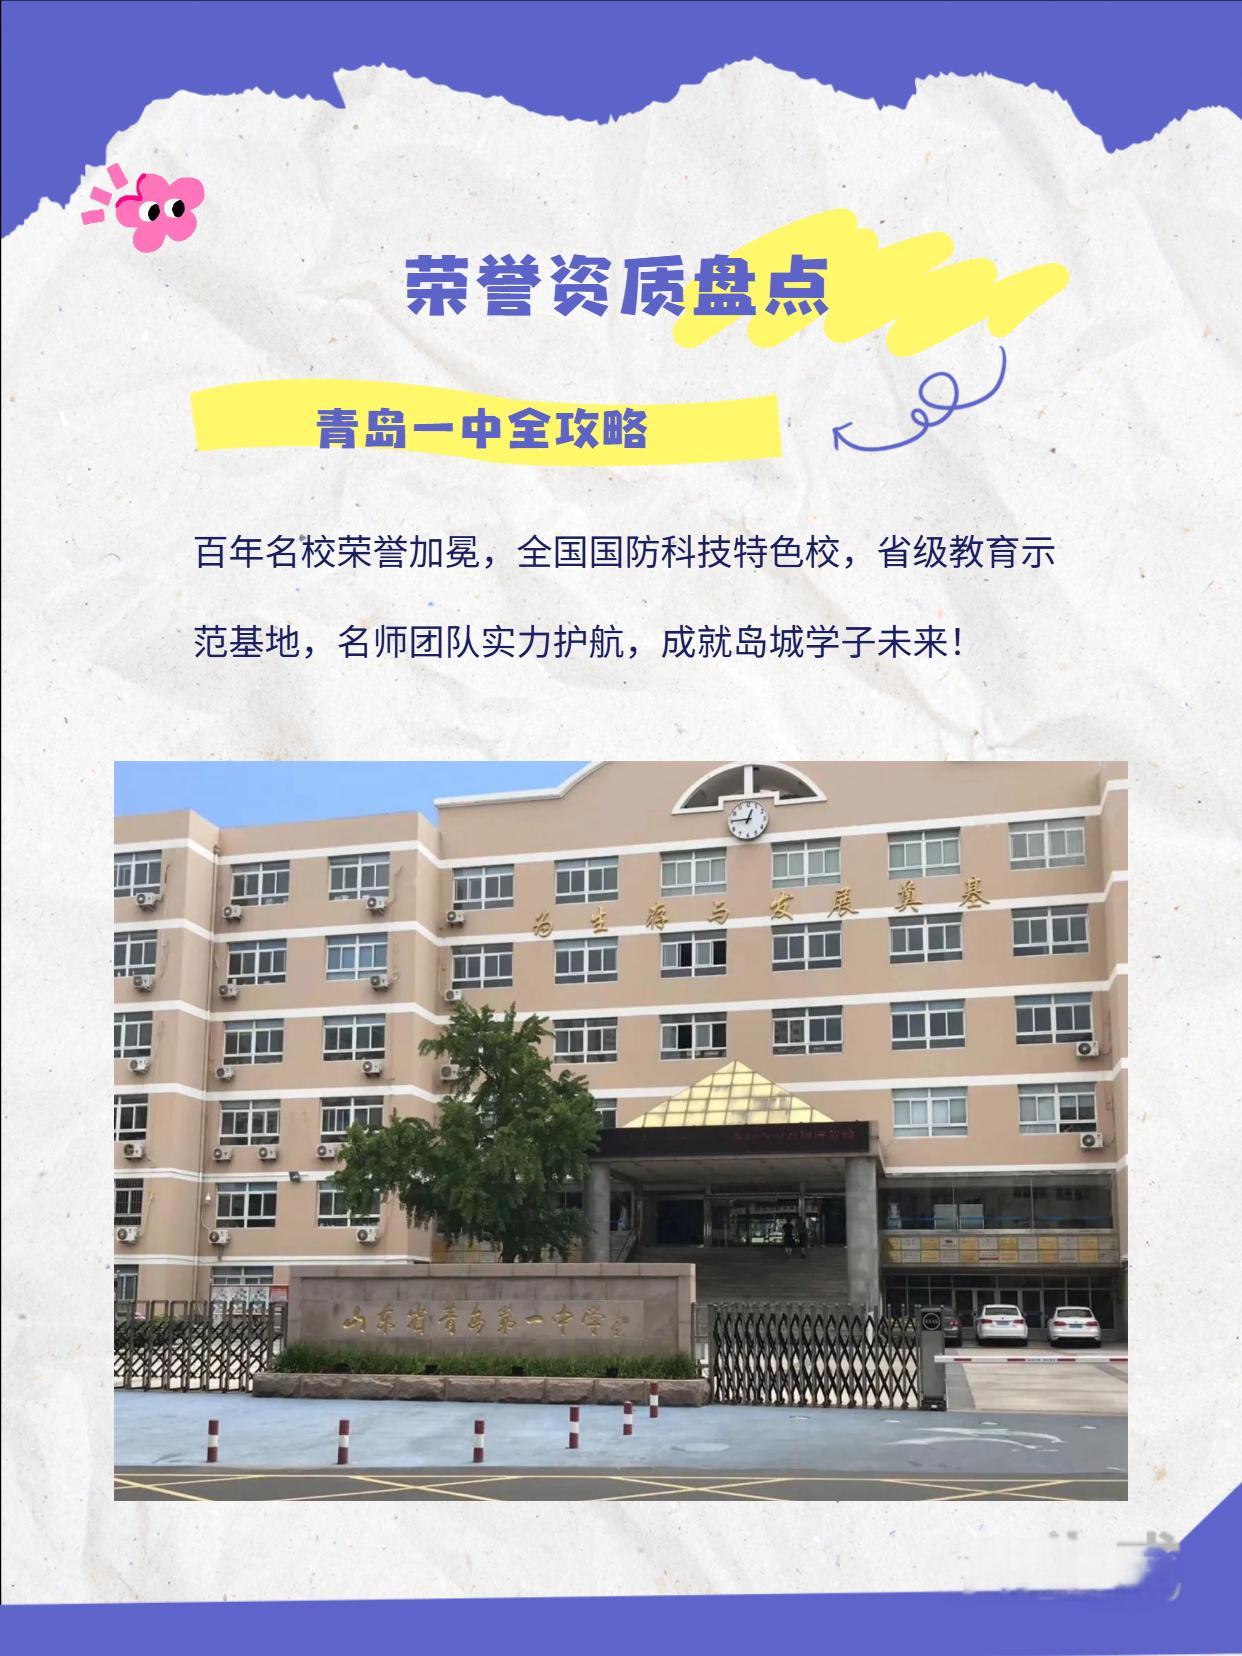 荣誉资质盘点
青岛一中全攻略
百年名校荣誉加冕，全国国防科技特色校，省级教育示
范基地，名师团队实力护航，成就岛城学子未来！
为生存与发展奠基
山东省青岛第一中学